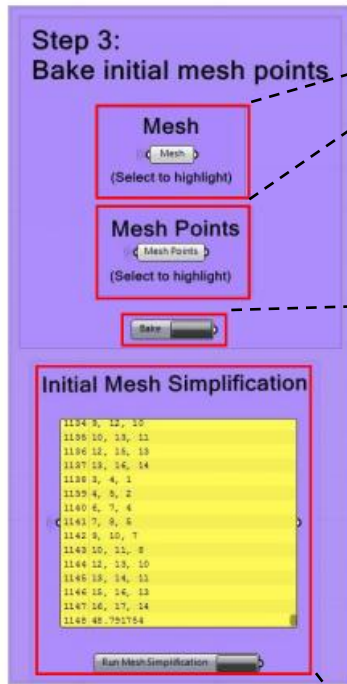 Step 3:
Bake initial mesh points
Mesh
Mesh
(Select to highlight)
Mesh Points
Mesh Points
(Select to highlight)
Bake
Initial Mesh Simplification
1134 9, 12, 10
1135 10, 13, 11
1136 12, 15, 13
1137 13, 16, 14
1138 3, 4, 1
1139 4, 5, 2
1140 6, 7, 4
1141 7, 8, 5
1142 9, 10, 7
1143 10, 11, 8
1144 12, 13, 10
1145 13, 14, 11
1146 15, 16, 13
1147 16, 17, 14
1148 48.791754
Run Mesh Simplification